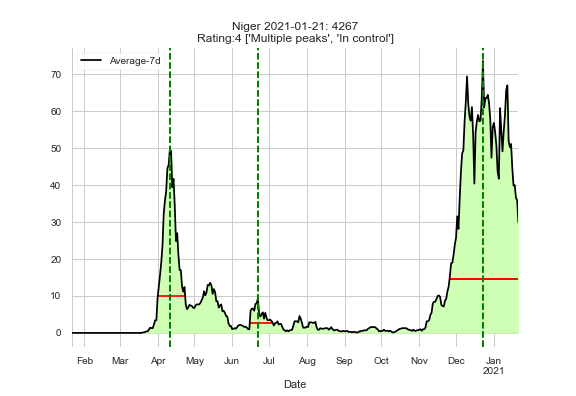 Niger 2021-01-21: 4267
Rating:4 ['Multiple peaks', 'In control']
Average-7d
70
60
50
40
30
20
10
0
Feb Mar Apr May Jun Jul Aug Sep Oct Nov Dec Jan
2021
Date